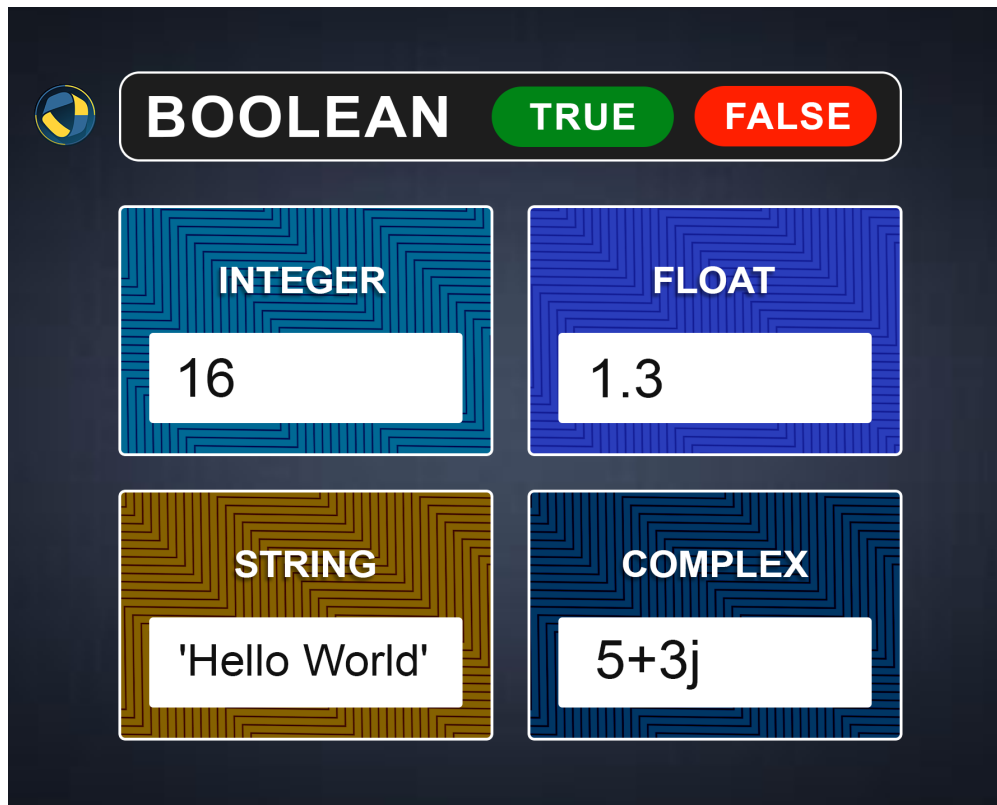 BOOLEAN TRUE FALSE
INTEGER FLOAT
16 1.3
STRING COMPLEX
'Hello World' 5+3j